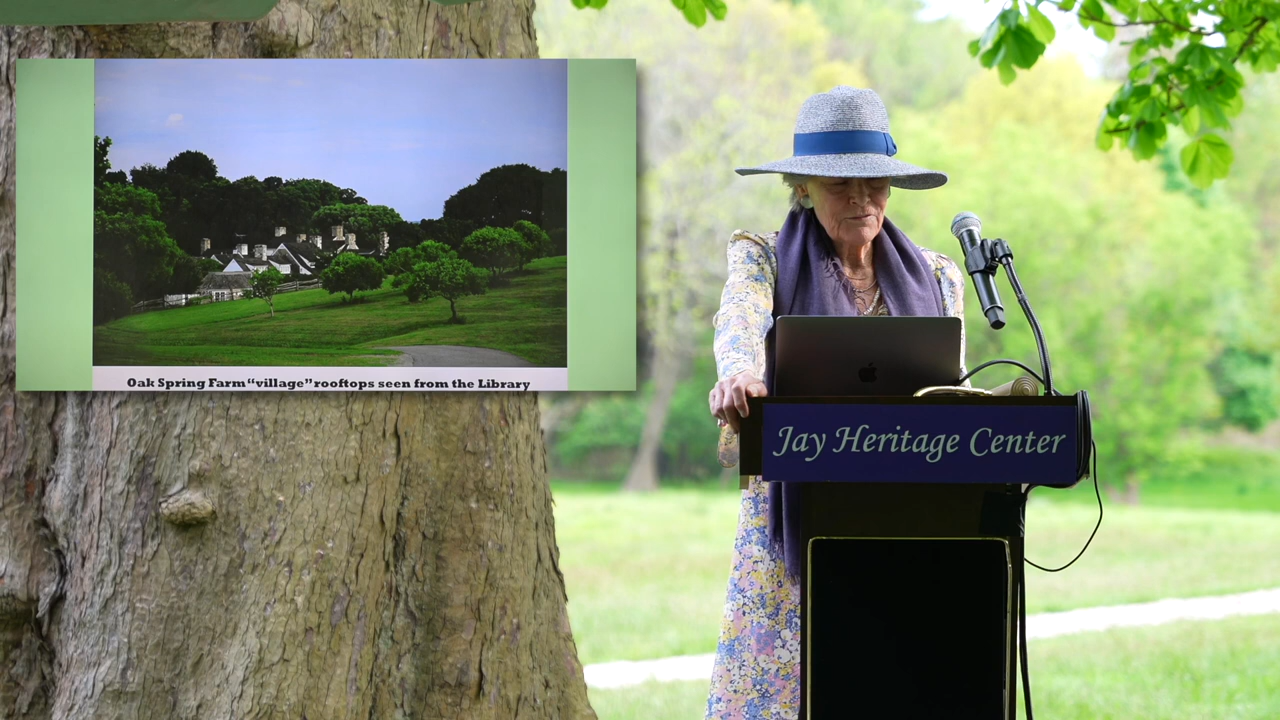 Oak Spring Farm “village” rooftops seen from the Library
Jay Heritage Center